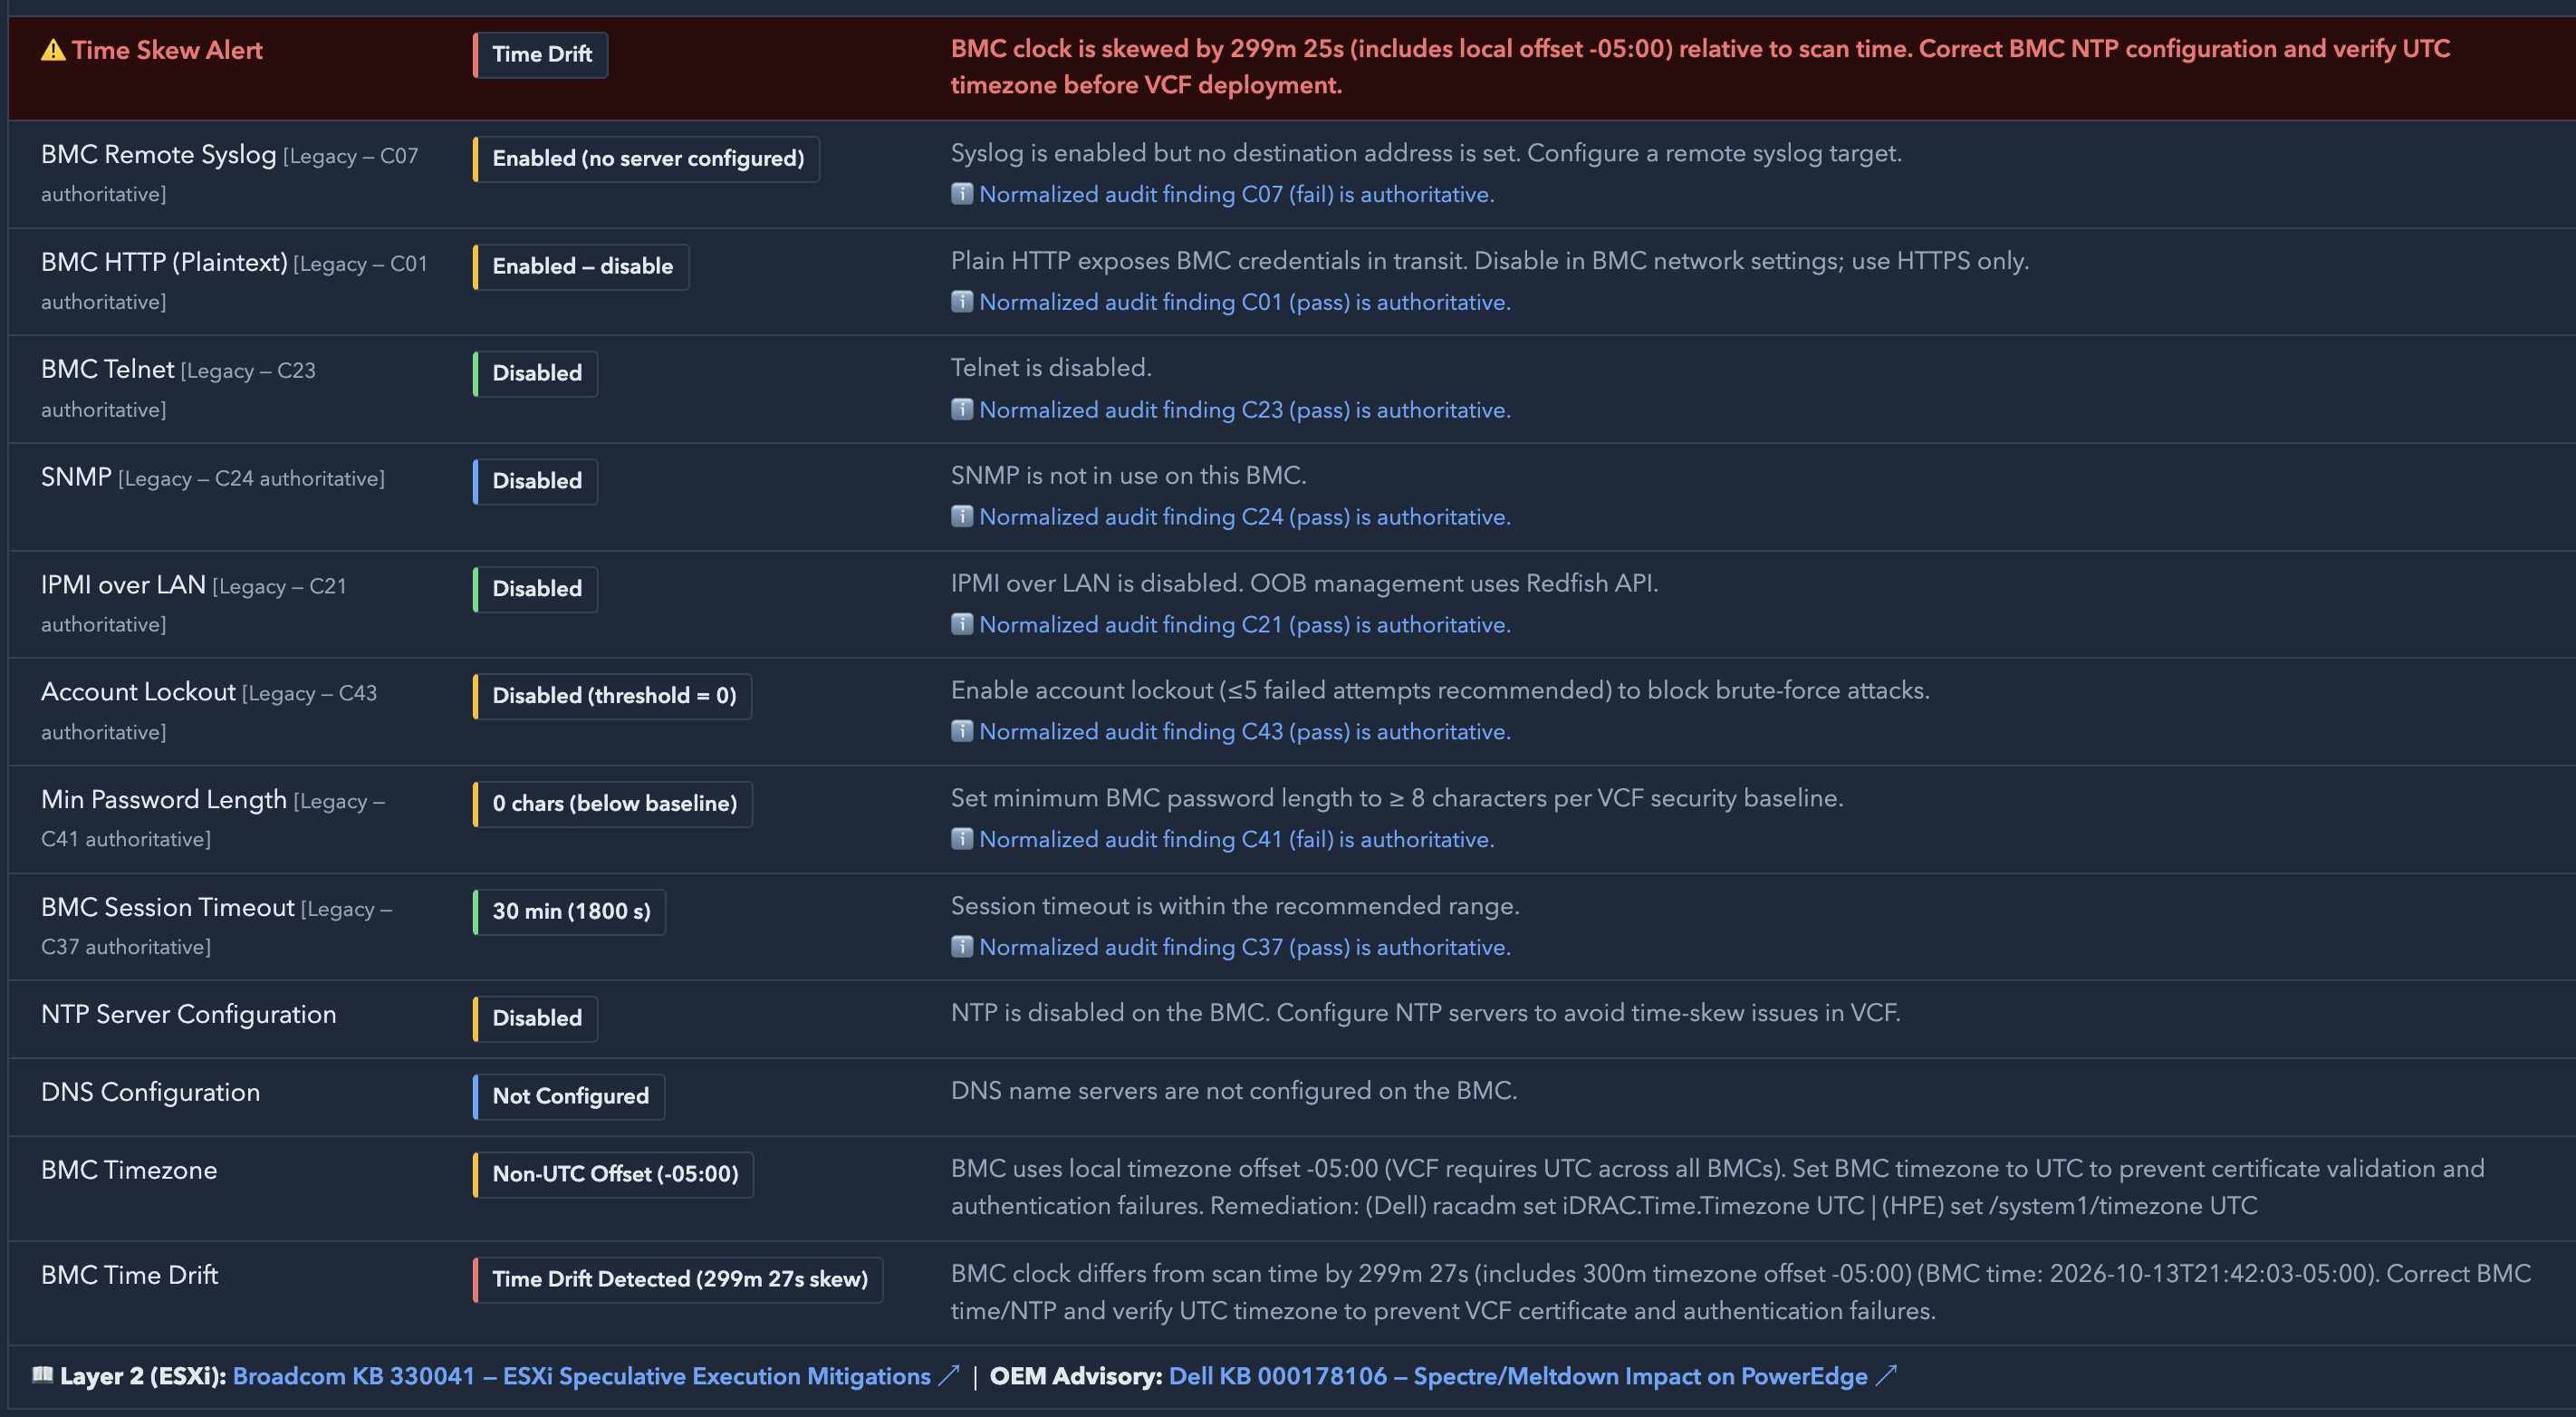 ⚠️ Time Skew Alert
Time Drift
BMC clock is skewed by 299m 25s (includes local offset -05:00) relative to scan time. Correct BMC NTP configuration and verify UTC
timezone before VCF deployment.
BMC Remote Syslog [Legacy – C07
authoritative]
Enabled (no server configured)
Syslog is enabled but no destination address is set. Configure a remote syslog target.
ℹ️ Normalized audit finding C07 (fail) is authoritative.
BMC HTTP (Plaintext) [Legacy – C01
authoritative]
Enabled – disable
Plain HTTP exposes BMC credentials in transit. Disable in BMC network settings; use HTTPS only.
ℹ️ Normalized audit finding C01 (pass) is authoritative.
BMC Telnet [Legacy – C23
authoritative]
Disabled
Telnet is disabled.
ℹ️ Normalized audit finding C23 (pass) is authoritative.
SNMP [Legacy – C24 authoritative]
Disabled
SNMP is not in use on this BMC.
ℹ️ Normalized audit finding C24 (pass) is authoritative.
IPMI over LAN [Legacy – C21
authoritative]
Disabled
IPMI over LAN is disabled. OOB management uses Redfish API.
ℹ️ Normalized audit finding C21 (pass) is authoritative.
Account Lockout [Legacy – C43
authoritative]
Disabled (threshold = 0)
Enable account lockout (≤5 failed attempts recommended) to block brute-force attacks.
ℹ️ Normalized audit finding C43 (pass) is authoritative.
Min Password Length [Legacy –
C41 authoritative]
0 chars (below baseline)
Set minimum BMC password length to ≥ 8 characters per VCF security baseline.
ℹ️ Normalized audit finding C41 (fail) is authoritative.
BMC Session Timeout [Legacy –
C37 authoritative]
30 min (1800 s)
Session timeout is within the recommended range.
ℹ️ Normalized audit finding C37 (pass) is authoritative.
NTP Server Configuration
Disabled
NTP is disabled on the BMC. Configure NTP servers to avoid time-skew issues in VCF.
DNS Configuration
Not Configured
DNS name servers are not configured on the BMC.
BMC Timezone
Non-UTC Offset (-05:00)
BMC uses local timezone offset -05:00 (VCF requires UTC across all BMCs). Set BMC timezone to UTC to prevent certificate validation and
authentication failures. Remediation: (Dell) racadm set iDRAC.Time.Timezone UTC | (HPE) set /system1/timezone UTC
BMC Time Drift
Time Drift Detected (299m 27s skew)
BMC clock differs from scan time by 299m 27s (includes 300m timezone offset -05:00) (BMC time: 2026-10-13T21:42:03-05:00). Correct BMC
time/NTP and verify UTC timezone to prevent VCF certificate and authentication failures.
📖 Layer 2 (ESXi): Broadcom KB 330041 – ESXi Speculative Execution Mitigations ↗ | OEM Advisory: Dell KB 000178106 – Spectre/Meltdown Impact on PowerEdge ↗